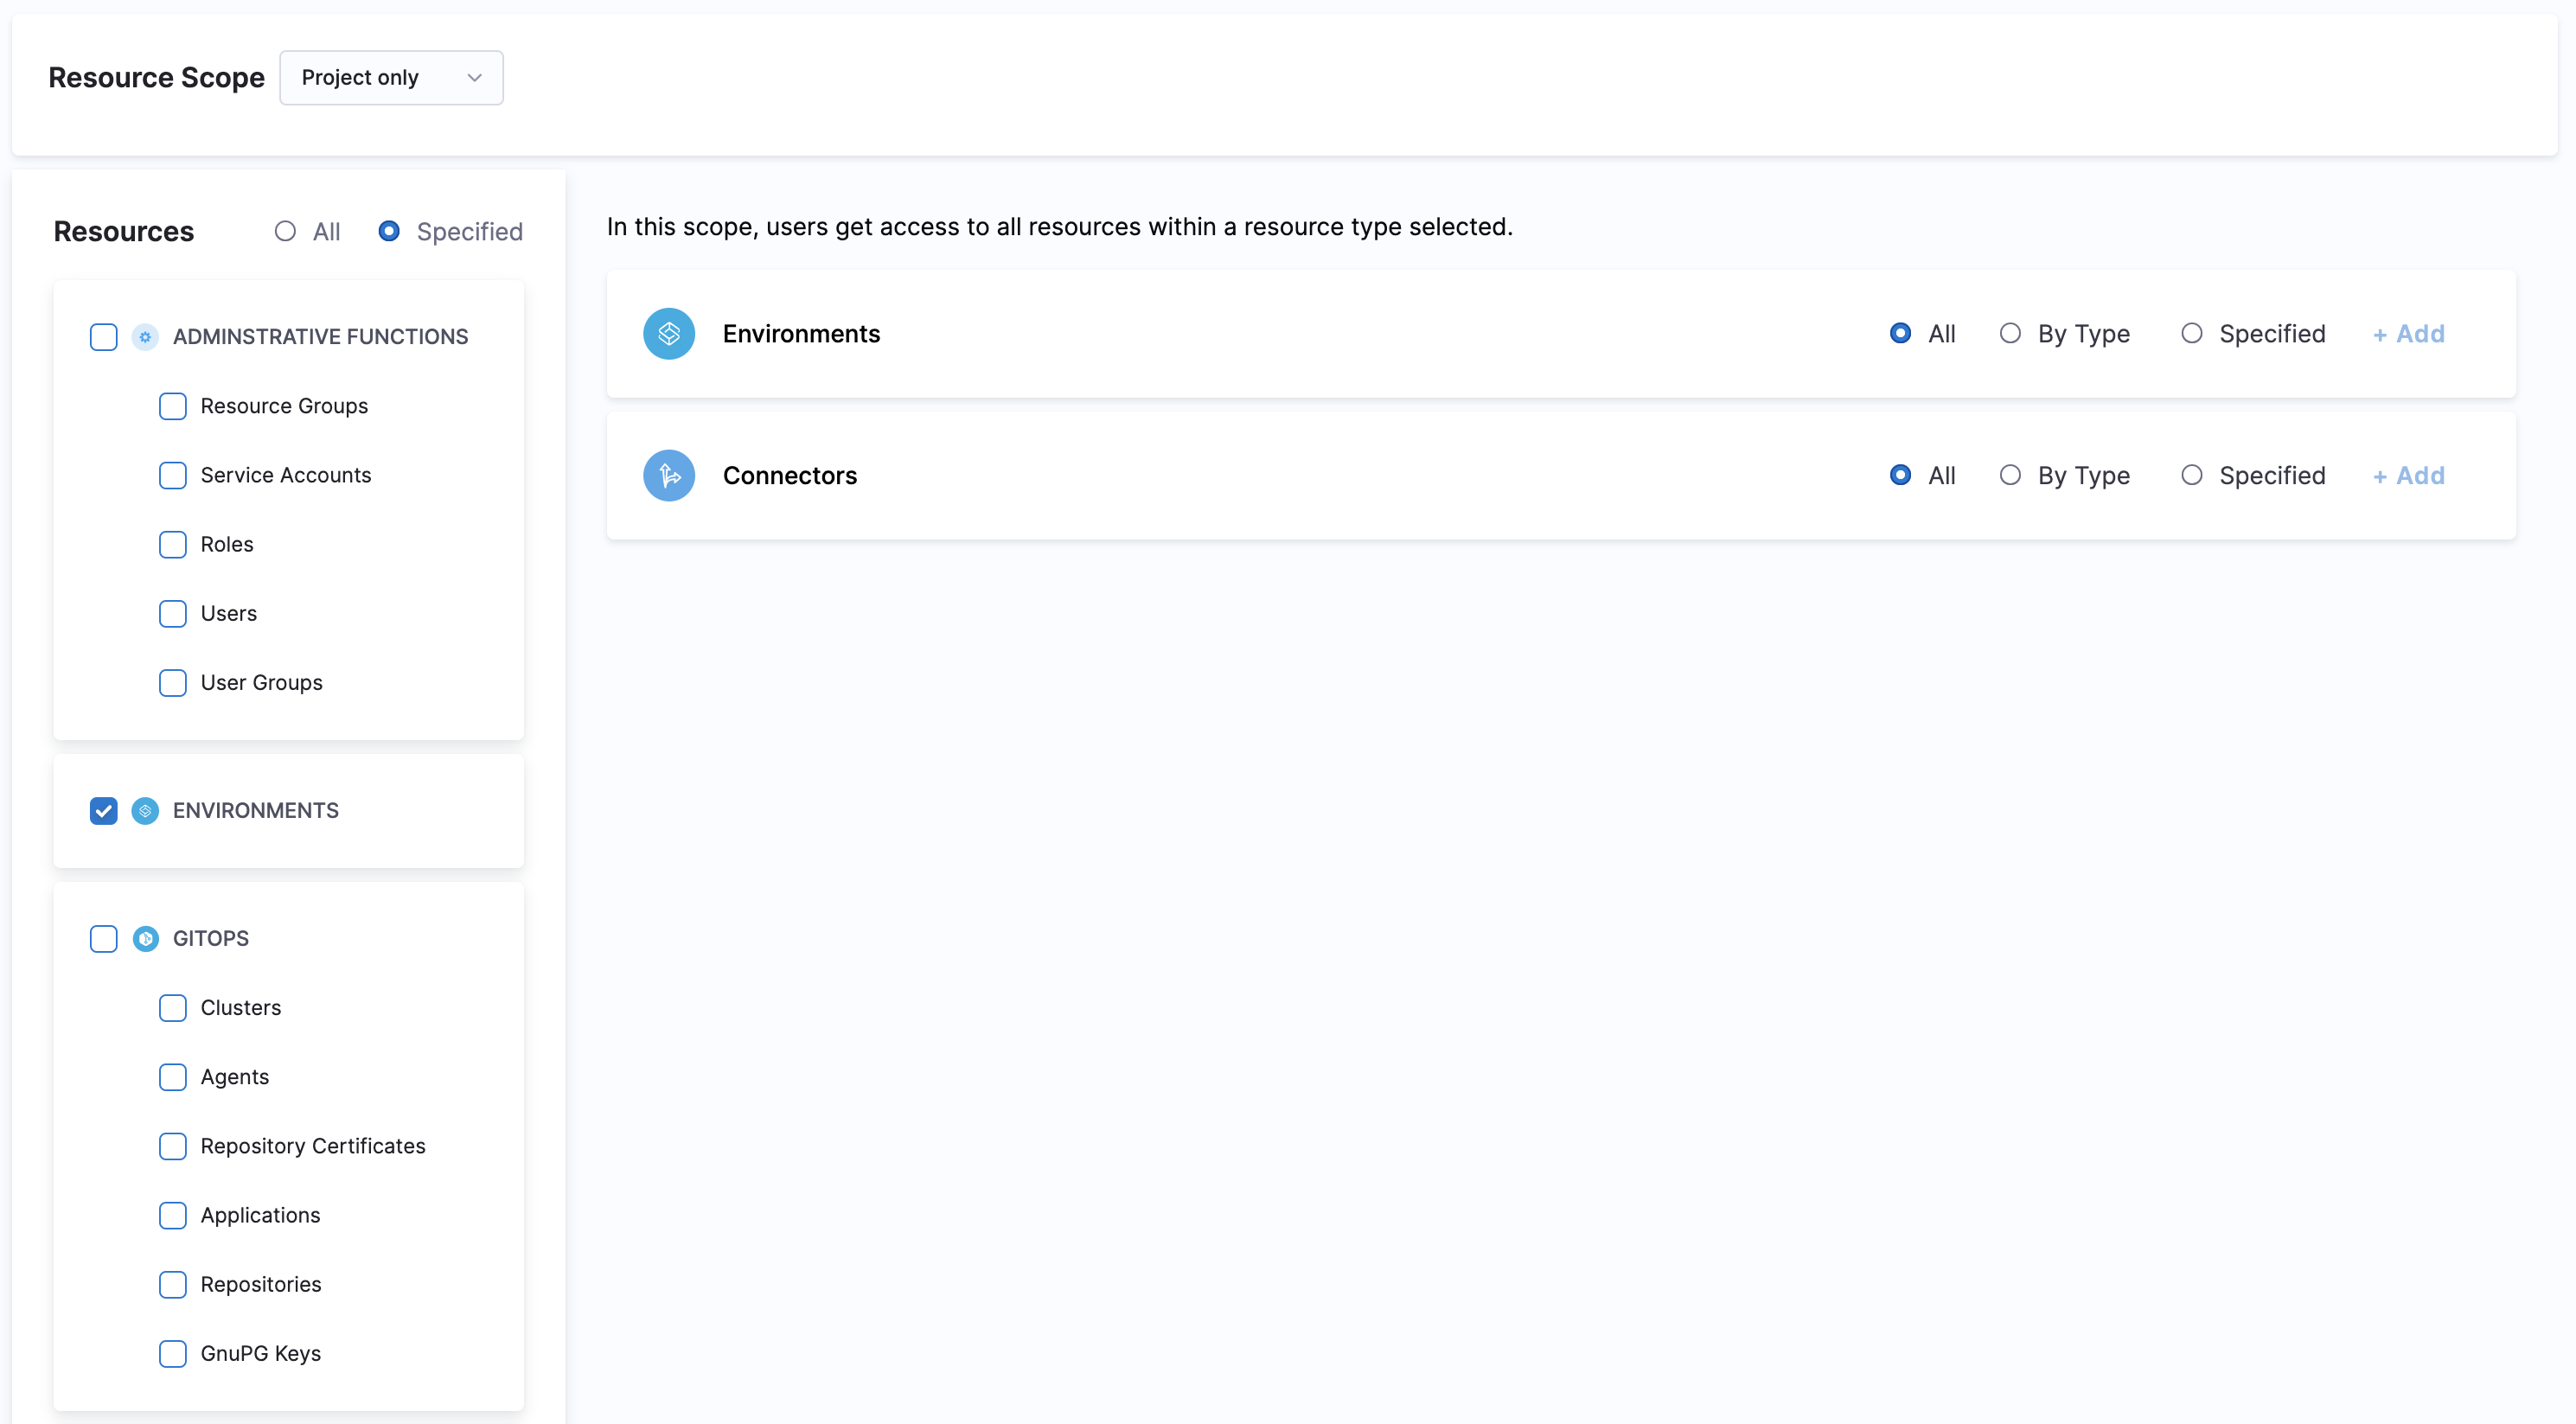 Resource Scope Project only
Resources All Specified
ADMINSTRATIVE FUNCTIONS
Resource Groups
Service Accounts
Roles
Users
User Groups
ENVIRONMENTS
GITOPS
Clusters
Agents
Repository Certificates
Applications
Repositories
GnuPG Keys
In this scope, users get access to all resources within a resource type selected.
Environments All By Type Specified + Add
Connectors All By Type Specified + Add